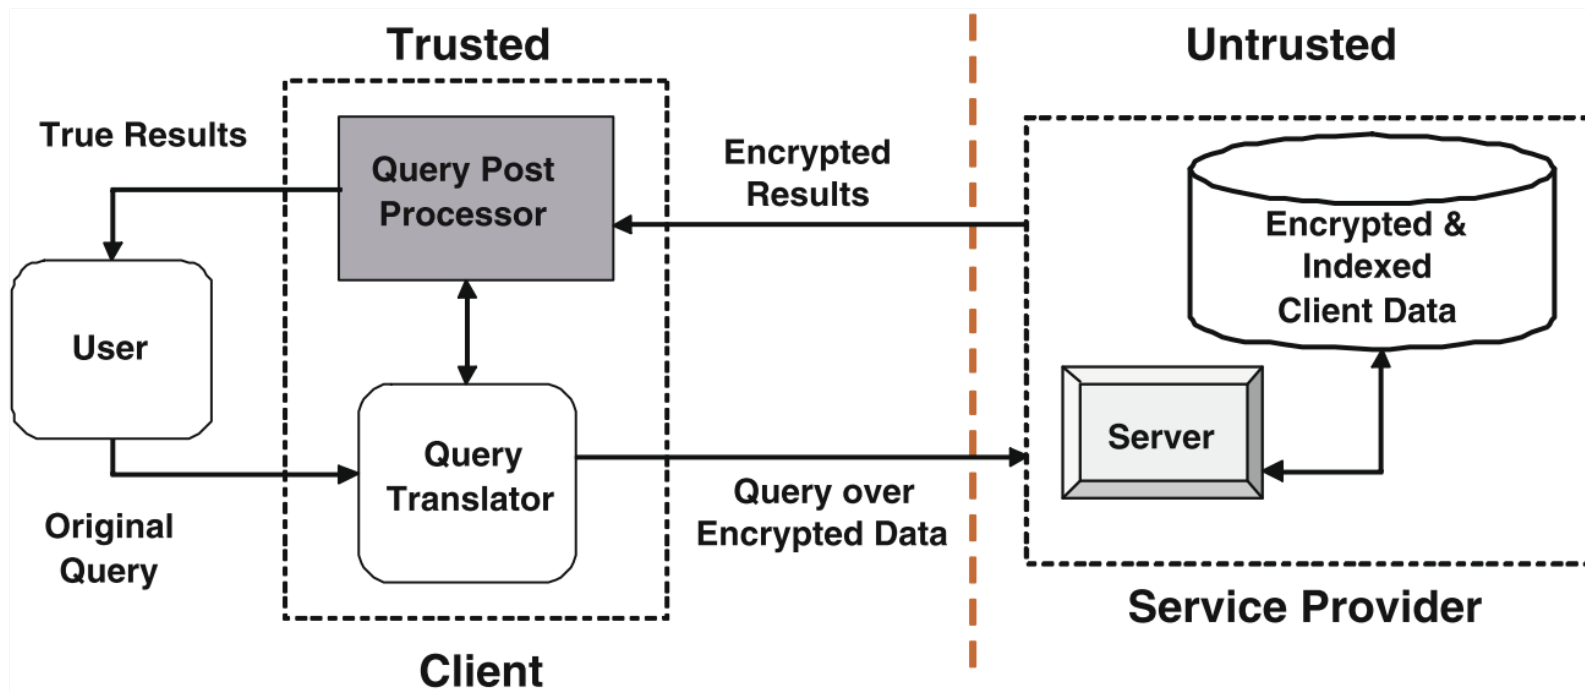 Trusted
Untrusted
True Results
Query Post
Processor
Encrypted
Results
Encrypted &
Indexed
Client Data
User
Server
Query
Translator
Original
Query
Query over
Encrypted Data
Service Provider
Client